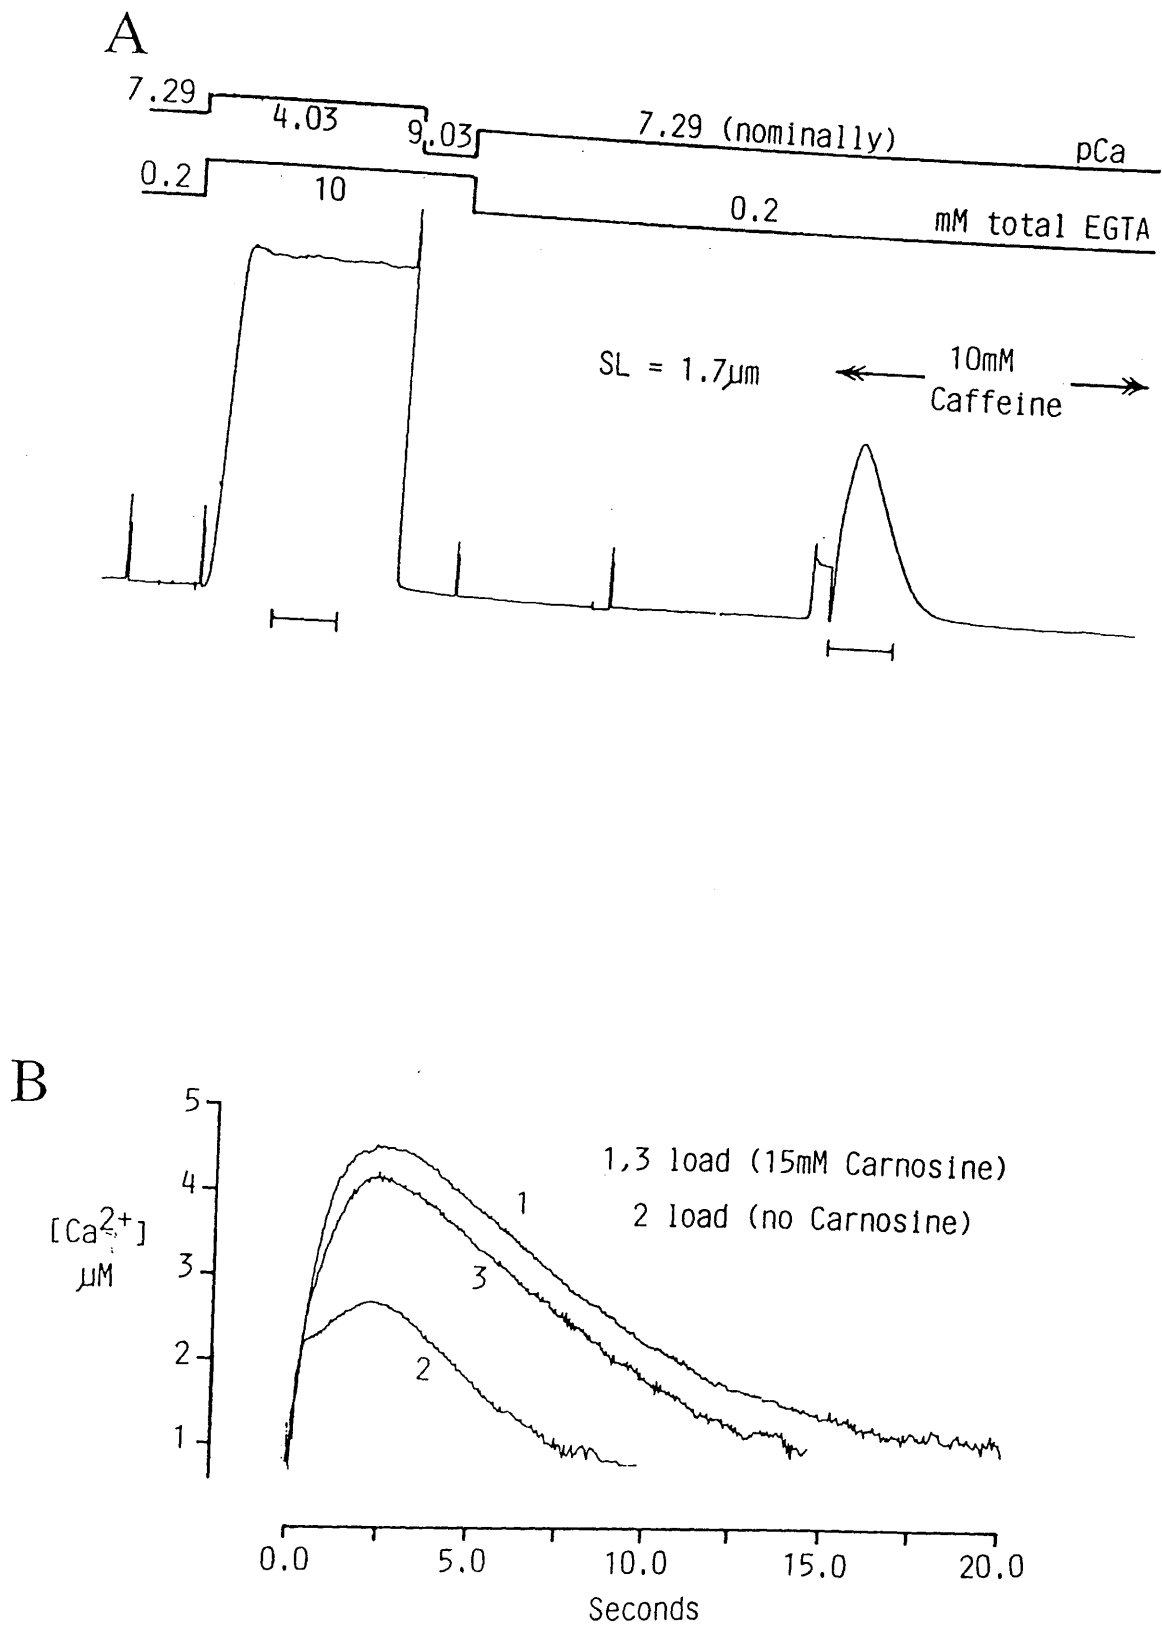 A
7.29
4.03
9.03
7.29 (nominally)
pCa
0.2
10
0.2
mM total EGTA
SL = 1.7µm
10mM
Caffeine
B
5
4
3
2
1
[Ca2+]
µM
1,3 load (15mM Carnosine)
2 load (no Carnosine)
1
3
2
0.0
5.0
10.0
15.0
20.0
Seconds